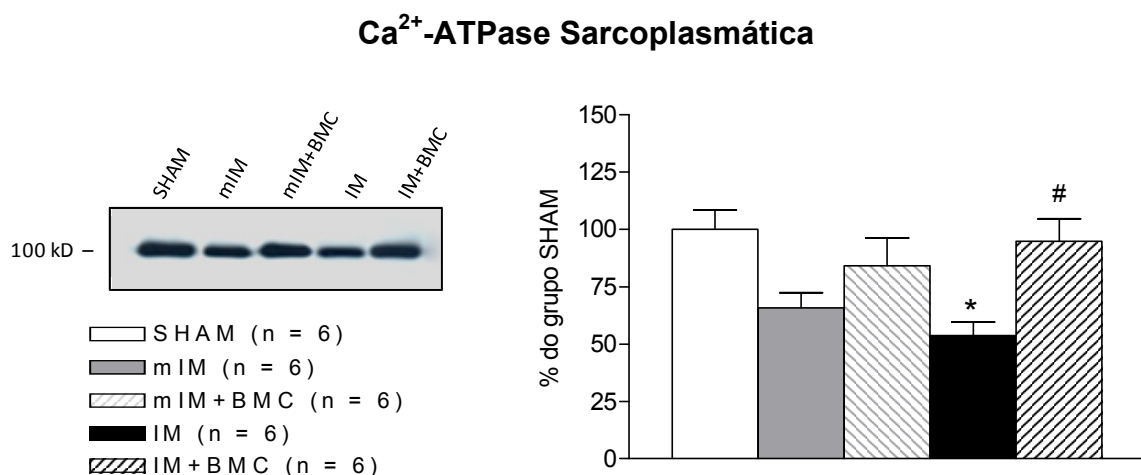 Ca²⁺-ATPase Sarcoplasmática
SHAM
mIM
mIM+BMC
IM
IM+BMC
100 kD –
SHAM (n = 6)
mIM (n = 6)
mIM+BMC (n = 6)
IM (n = 6)
IM+BMC (n = 6)
% do grupo SHAM
150
125
100
75
50
25
0
*
#